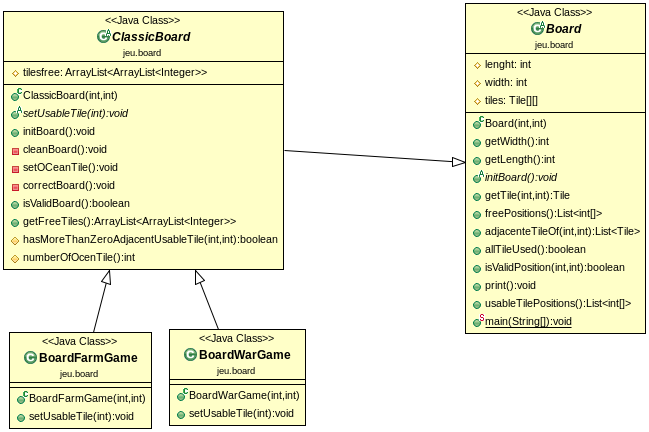 <<Java Class>>
ClassicBoard
jeu.board
tilesfree: ArrayList<ArrayList<Integer>>
ClassicBoard(int,int)
setUsableTile(int):void
initBoard():void
cleanBoard():void
setOCeanTile():void
correctBoard():void
isValidBoard():boolean
getFreeTiles():ArrayList<ArrayList<Integer>>
hasMoreThanZeroAdjacentUsableTile(int,int):boolean
numberOfOcenTile():int
<<Java Class>>
Board
jeu.board
lenght: int
width: int
tiles: Tile[][]
Board(int,int)
getWidth():int
getLength():int
initBoard():void
getTile(int,int):Tile
freePositions():List<int[]>
adjacenteTileOf(int,int):List<Tile>
allTileUsed():boolean
isValidPosition(int,int):boolean
print():void
usableTilePositions():List<int[]>
main(String[]):void
<<Java Class>>
BoardFarmGame
jeu.board
BoardFarmGame(int,int)
setUsableTile(int):void
<<Java Class>>
BoardWarGame
jeu.board
BoardWarGame(int,int)
setUsableTile(int):void